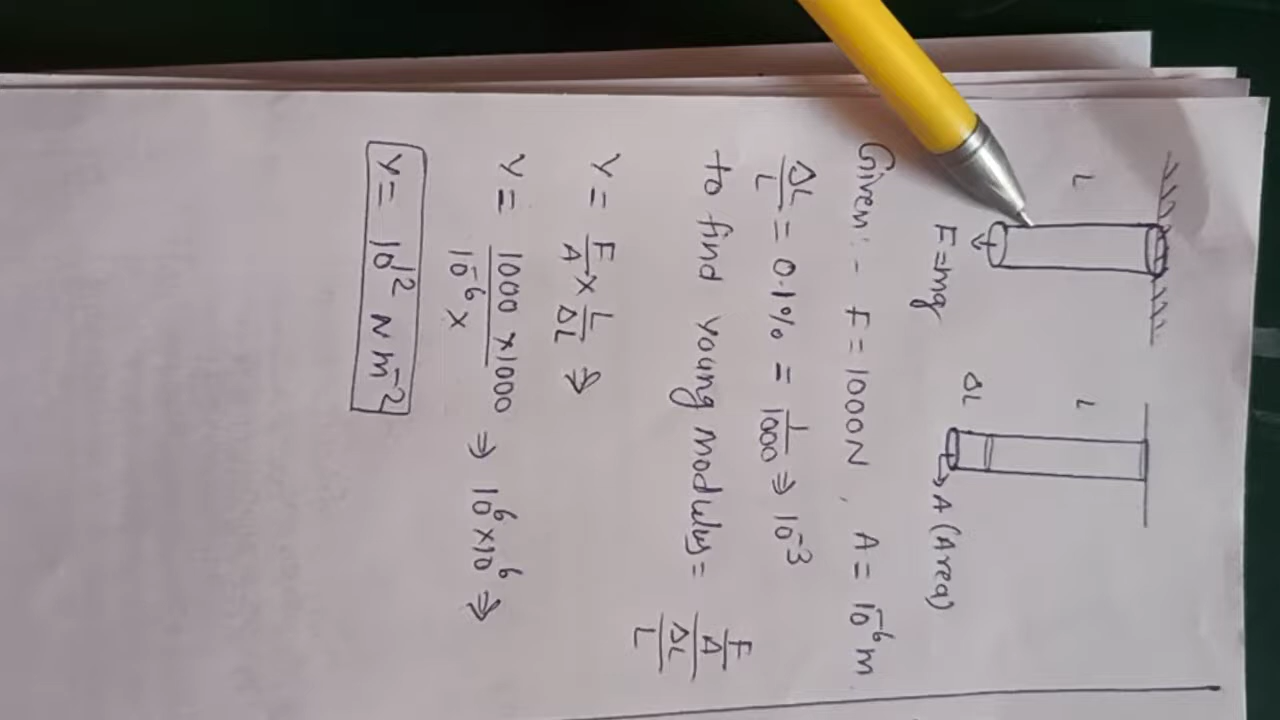 L
L
ΔL
F=mg
A (Area)
Given:- F = 1000N , A = 10⁻⁶ m
ΔL/L = 0.1% = 1/1000 ⇒ 10⁻³
to find young modulus = (F/A)/(ΔL/L)
Y = F/A × L/ΔL ⇒
Y = (1000 × 1000)/(10⁻⁶ ×) ⇒ 10⁶ × 10⁶ ⇒
Y = 10¹² N m⁻²